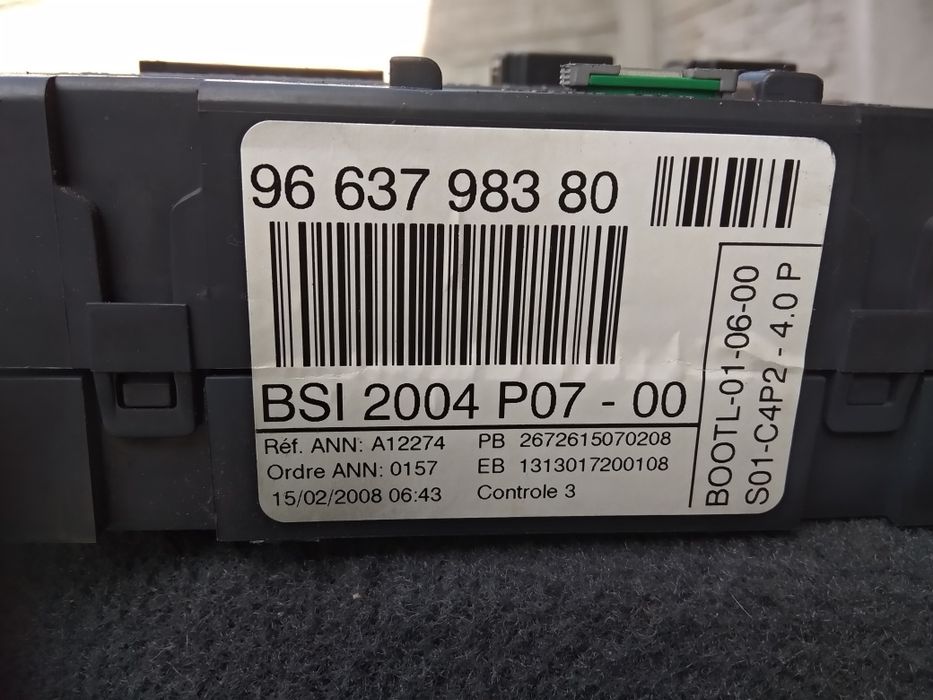 96 637 983 80
BSI 2004 P07 - 00
Réf. ANN: A12274 PB 2672615070208
Ordre ANN: 0157 EB 1313017200108
15/02/2008 06:43 Controle 3
BOOTL-01-06-00
S01-C4P2 - 4.0 P